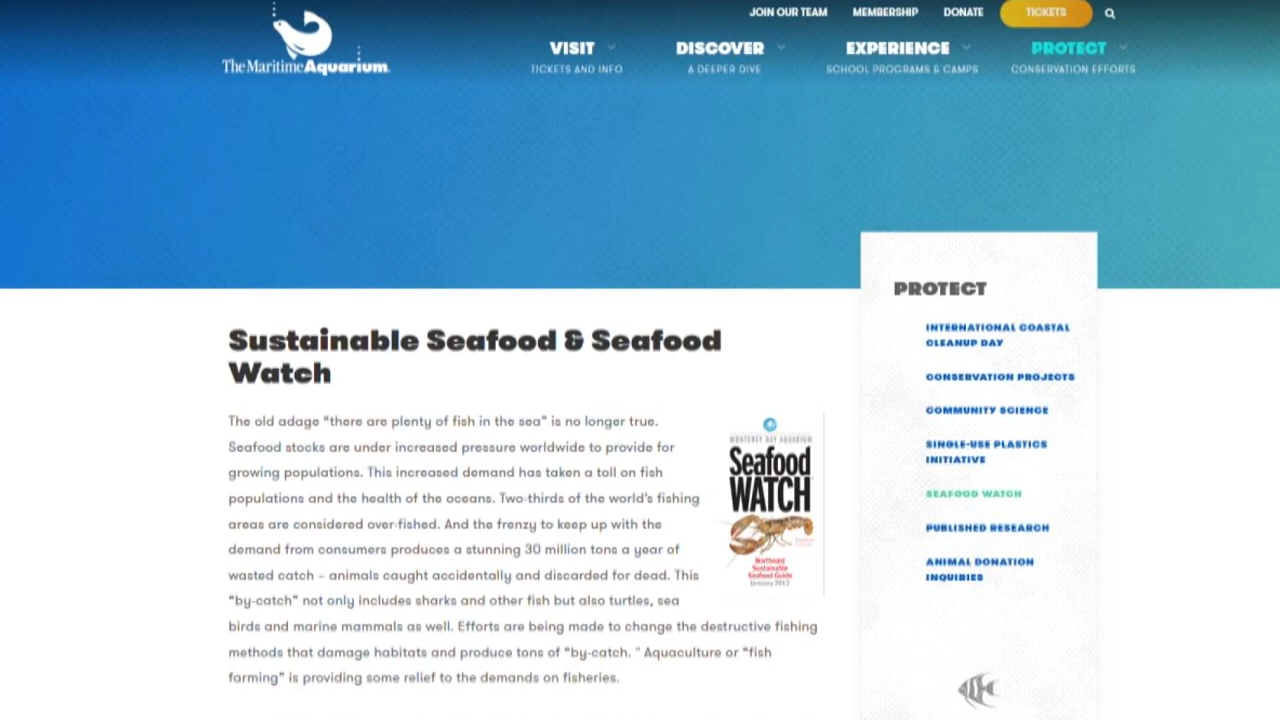 JOIN OUR TEAM MEMBERSHIP DONATE TICKETS
The Maritime Aquarium
VISIT DISCOVER EXPERIENCE PROTECT
TICKETS AND INFO A DEEPER DIVE SCHOOL PROGRAMS & CAMPS CONSERVATION EFFORTS
Sustainable Seafood & Seafood
Watch
The old adage “there are plenty of fish in the sea” is no longer true.
Seafood stocks are under increased pressure worldwide to provide for
growing populations. This increased demand has taken a toll on fish
populations and the health of the oceans. Two-thirds of the world’s fishing
areas are considered over-fished. And the frenzy to keep up with the
demand from consumers produces a stunning 30 million tons a year of
wasted catch – animals caught accidentally and discarded for dead. This
“by-catch” not only includes sharks and other fish but also turtles, sea
birds and marine mammals as well. Efforts are being made to change the destructive fishing
methods that damage habitats and produce tons of “by-catch. ” Aquaculture or “fish
farming” is providing some relief to the demands on fisheries.
MONTEREY BAY AQUARIUM
Seafood
WATCH
Northeast
Sustainable
Seafood Guide
January 2012
PROTECT
INTERNATIONAL COASTAL
CLEANUP DAY
CONSERVATION PROJECTS
COMMUNITY SCIENCE
SINGLE-USE PLASTICS
INITIATIVE
SEAFOOD WATCH
PUBLISHED RESEARCH
ANIMAL DONATION
INQUIRIES